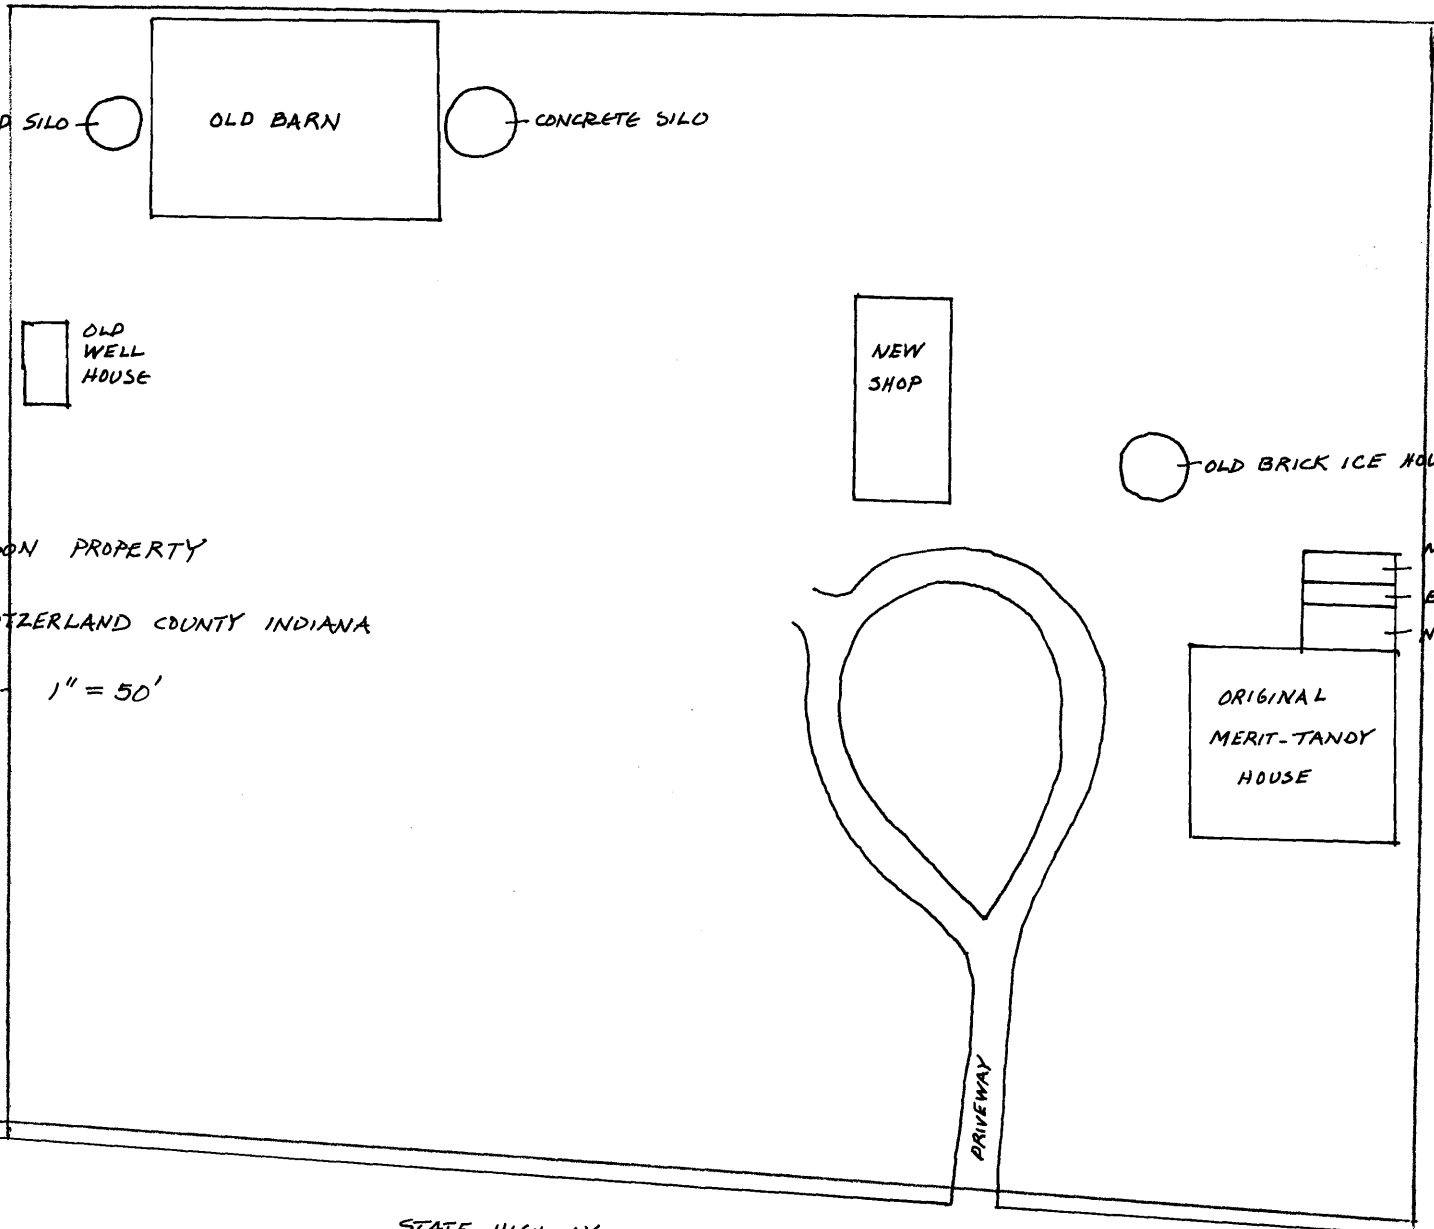 SILO
OLD BARN
CONCRETE SILO
OLD
WELL
HOUSE
NEW
SHOP
OLD BRICK ICE
PROPERTY
COUNTY INDIANA
1" = 50'
ORIGINAL
MERIT-TANDY
HOUSE
DRIVEWAY
STATE